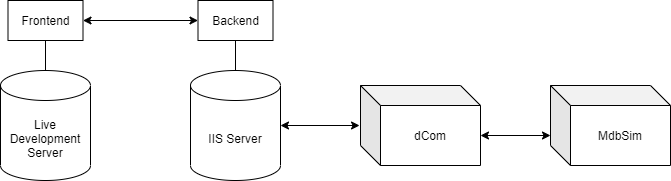 Frontend
Backend
Live
Development
Server
IIS Server
dCom
MdbSim